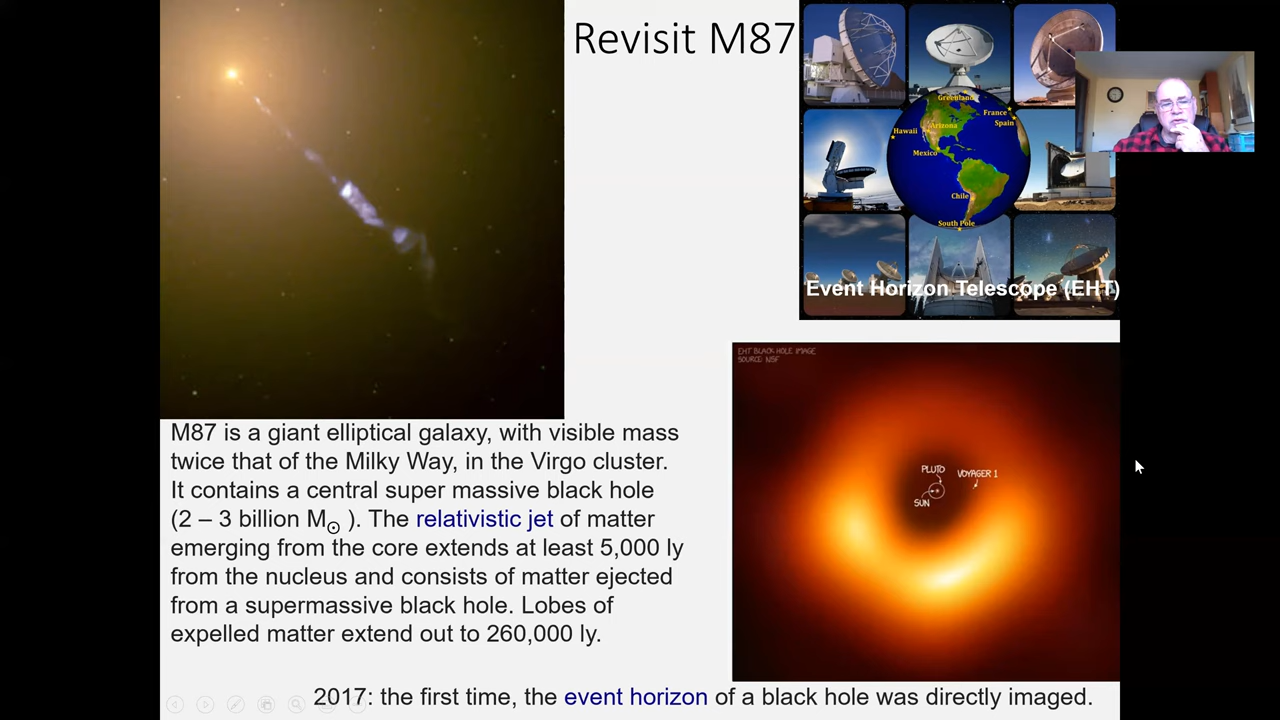 Revisit M87
Greenland
France
Spain
Hawaii
Arizona
Mexico
Chile
South Pole
Event Horizon Telescope (EHT)
EHT BLACK HOLE IMAGE
SOURCE: NSF
PLUTO
VOYAGER 1
SUN
M87 is a giant elliptical galaxy, with visible mass
twice that of the Milky Way, in the Virgo cluster.
It contains a central super massive black hole
(2 – 3 billion M☉ ). The relativistic jet of matter
emerging from the core extends at least 5,000 ly
from the nucleus and consists of matter ejected
from a supermassive black hole. Lobes of
expelled matter extend out to 260,000 ly.
2017: the first time, the event horizon of a black hole was directly imaged.